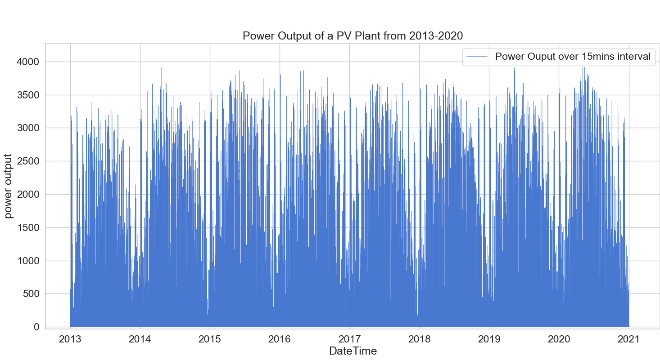 Power Output of a PV Plant from 2013-2020
Power Ouput over 15mins interval
4000
3500
3000
2500
2000
1500
1000
500
0
power output
2013 2014 2015 2016 2017 2018 2019 2020 2021
DateTime